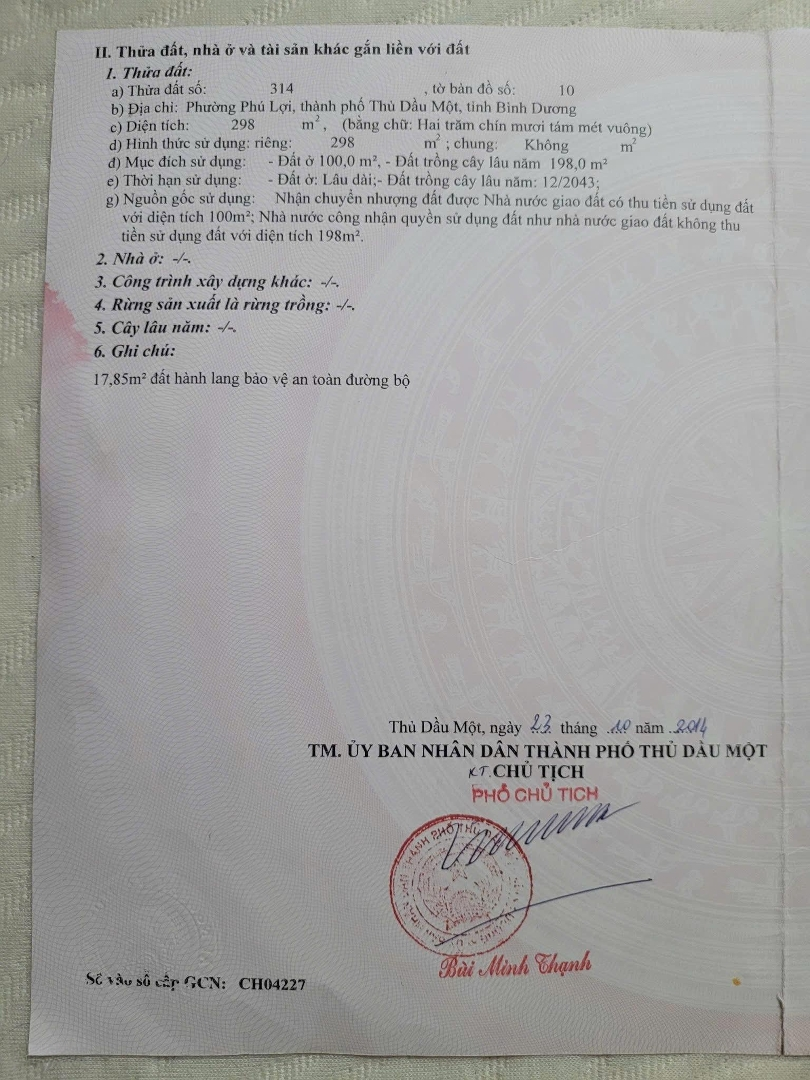 II. Thửa đất, nhà ở và tài sản khác gắn liền với đất
1. Thửa đất:
a) Thửa đất số: 314 , tờ bản đồ số: 10
b) Địa chỉ: Phường Phú Lợi, thành phố Thủ Dầu Một, tỉnh Bình Dương
c) Diện tích: 298 m², (bằng chữ: Hai trăm chín mươi tám mét vuông)
d) Hình thức sử dụng: riêng: 298 m² ; chung: Không m²
đ) Mục đích sử dụng: - Đất ở 100,0 m², - Đất trồng cây lâu năm 198,0 m²
e) Thời hạn sử dụng: - Đất ở: Lâu dài;- Đất trồng cây lâu năm: 12/2043;
g) Nguồn gốc sử dụng: Nhận chuyển nhượng đất được Nhà nước giao đất có thu tiền sử dụng đất
với diện tích 100m²; Nhà nước công nhận quyền sử dụng đất như nhà nước giao đất không thu
tiền sử dụng đất với diện tích 198m².
2. Nhà ở: -/-.
3. Công trình xây dựng khác: -/-.
4. Rừng sản xuất là rừng trồng: -/-.
5. Cây lâu năm: -/-.
6. Ghi chú:
17,85m² đất hành lang bảo vệ an toàn đường bộ
Thủ Dầu Một, ngày 23 tháng 10 năm 2014
TM. ỦY BAN NHÂN DÂN THÀNH PHỐ THỦ DẦU MỘT
KT. CHỦ TỊCH
PHÓ CHỦ TỊCH
Bùi Minh Thạnh
Số vào sổ cấp GCN: CH04227